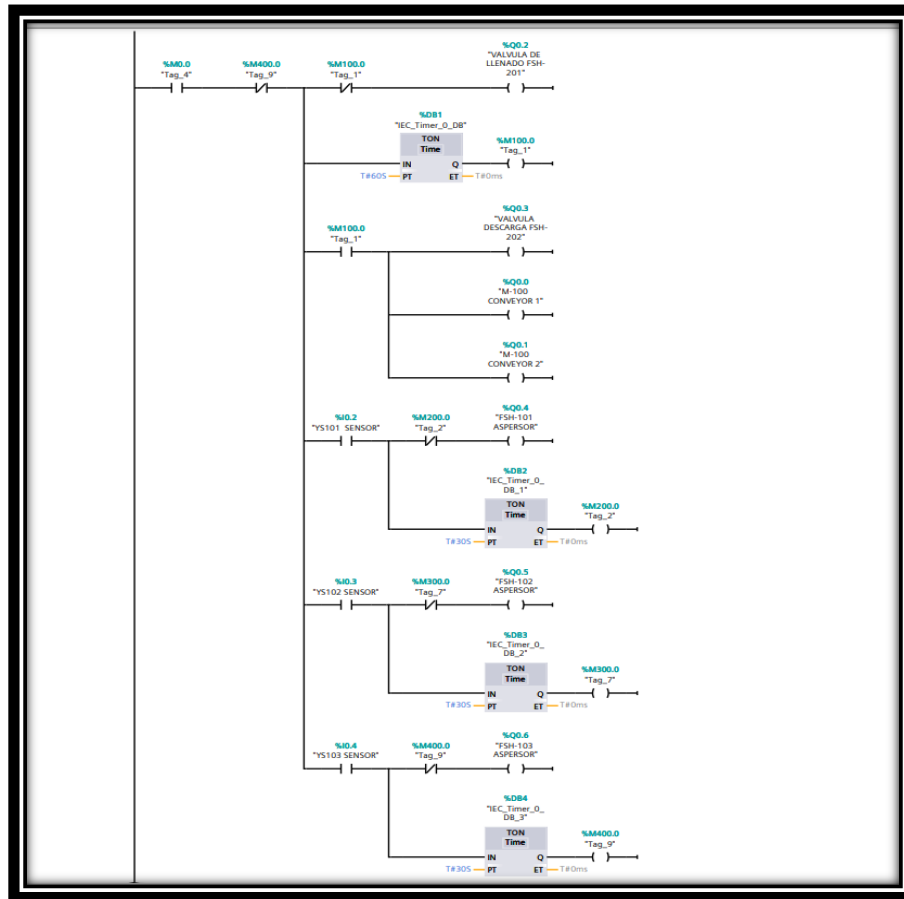 %Q0.2
"VALVULA DE
LLENADO FSH-
201"
%M0.0 %M400.0 %M100.0
"Tag_4" "Tag_9" "Tag_1"
%DB1
"IEC_Timer_0_DB"
TON
Time
%M100.0
"Tag_1"
IN Q
T#60S PT ET T#0ms
%Q0.3
"VALVULA
DESCARGA FSH-
202"
%M100.0
"Tag_1"
%Q0.0
"M-100
CONVEYOR 1"
%Q0.1
"M-100
CONVEYOR 2"
%I0.2 %M200.0 %Q0.4
"YS101 SENSOR" "Tag_2" "FSH-101
ASPERSOR"
%DB2
"IEC_Timer_0_
DB_1"
TON
Time
%M200.0
"Tag_2"
IN Q
T#30S PT ET T#0ms
%I0.3 %M300.0 %Q0.5
"YS102 SENSOR" "Tag_7" "FSH-102
ASPERSOR"
%DB3
"IEC_Timer_0_
DB_2"
TON
Time
%M300.0
"Tag_7"
IN Q
T#30S PT ET T#0ms
%I0.4 %M400.0 %Q0.6
"YS103 SENSOR" "Tag_9" "FSH-103
ASPERSOR"
%DB4
"IEC_Timer_0_
DB_3"
TON
Time
%M400.0
"Tag_9"
IN Q
T#30S PT ET T#0ms